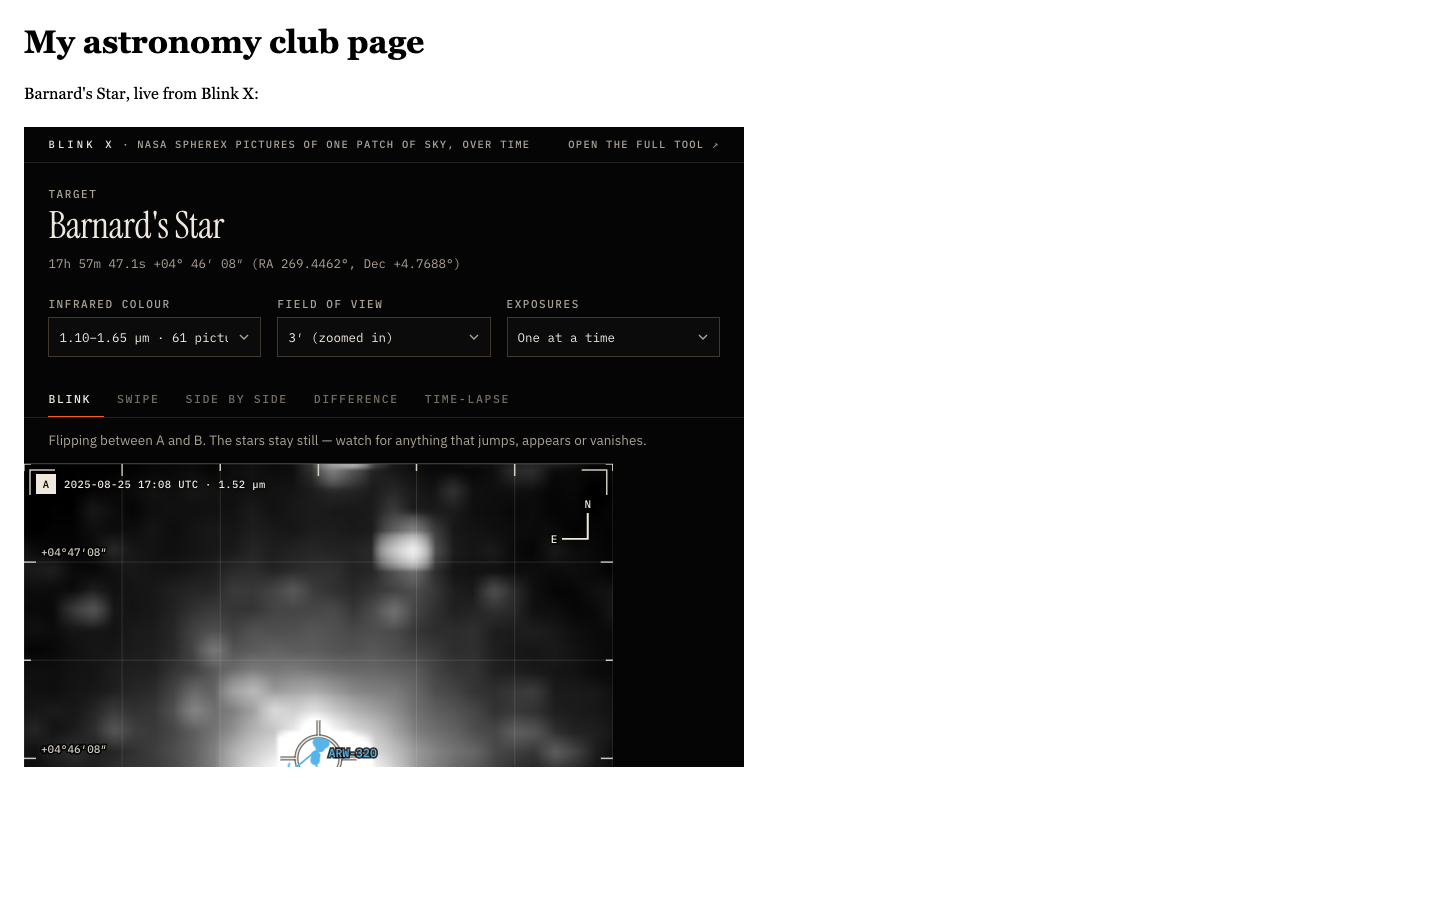 My astronomy club page
Barnard's Star, live from Blink X:
BLINK X · NASA SPHEREX PICTURES OF ONE PATCH OF SKY, OVER TIME OPEN THE FULL TOOL ↗
TARGET
Barnard's Star
17h 57m 47.1s +04° 46′ 08″ (RA 269.4462°, Dec +4.7688°)
INFRARED COLOUR FIELD OF VIEW EXPOSURES
1.10–1.65 µm · 61 pictu 3′ (zoomed in) One at a time
BLINK SWIPE SIDE BY SIDE DIFFERENCE TIME-LAPSE
Flipping between A and B. The stars stay still — watch for anything that jumps, appears or vanishes.
A 2025-08-25 17:08 UTC · 1.52 µm
N
E
+04°47′08″
+04°46′08″
ARW-320